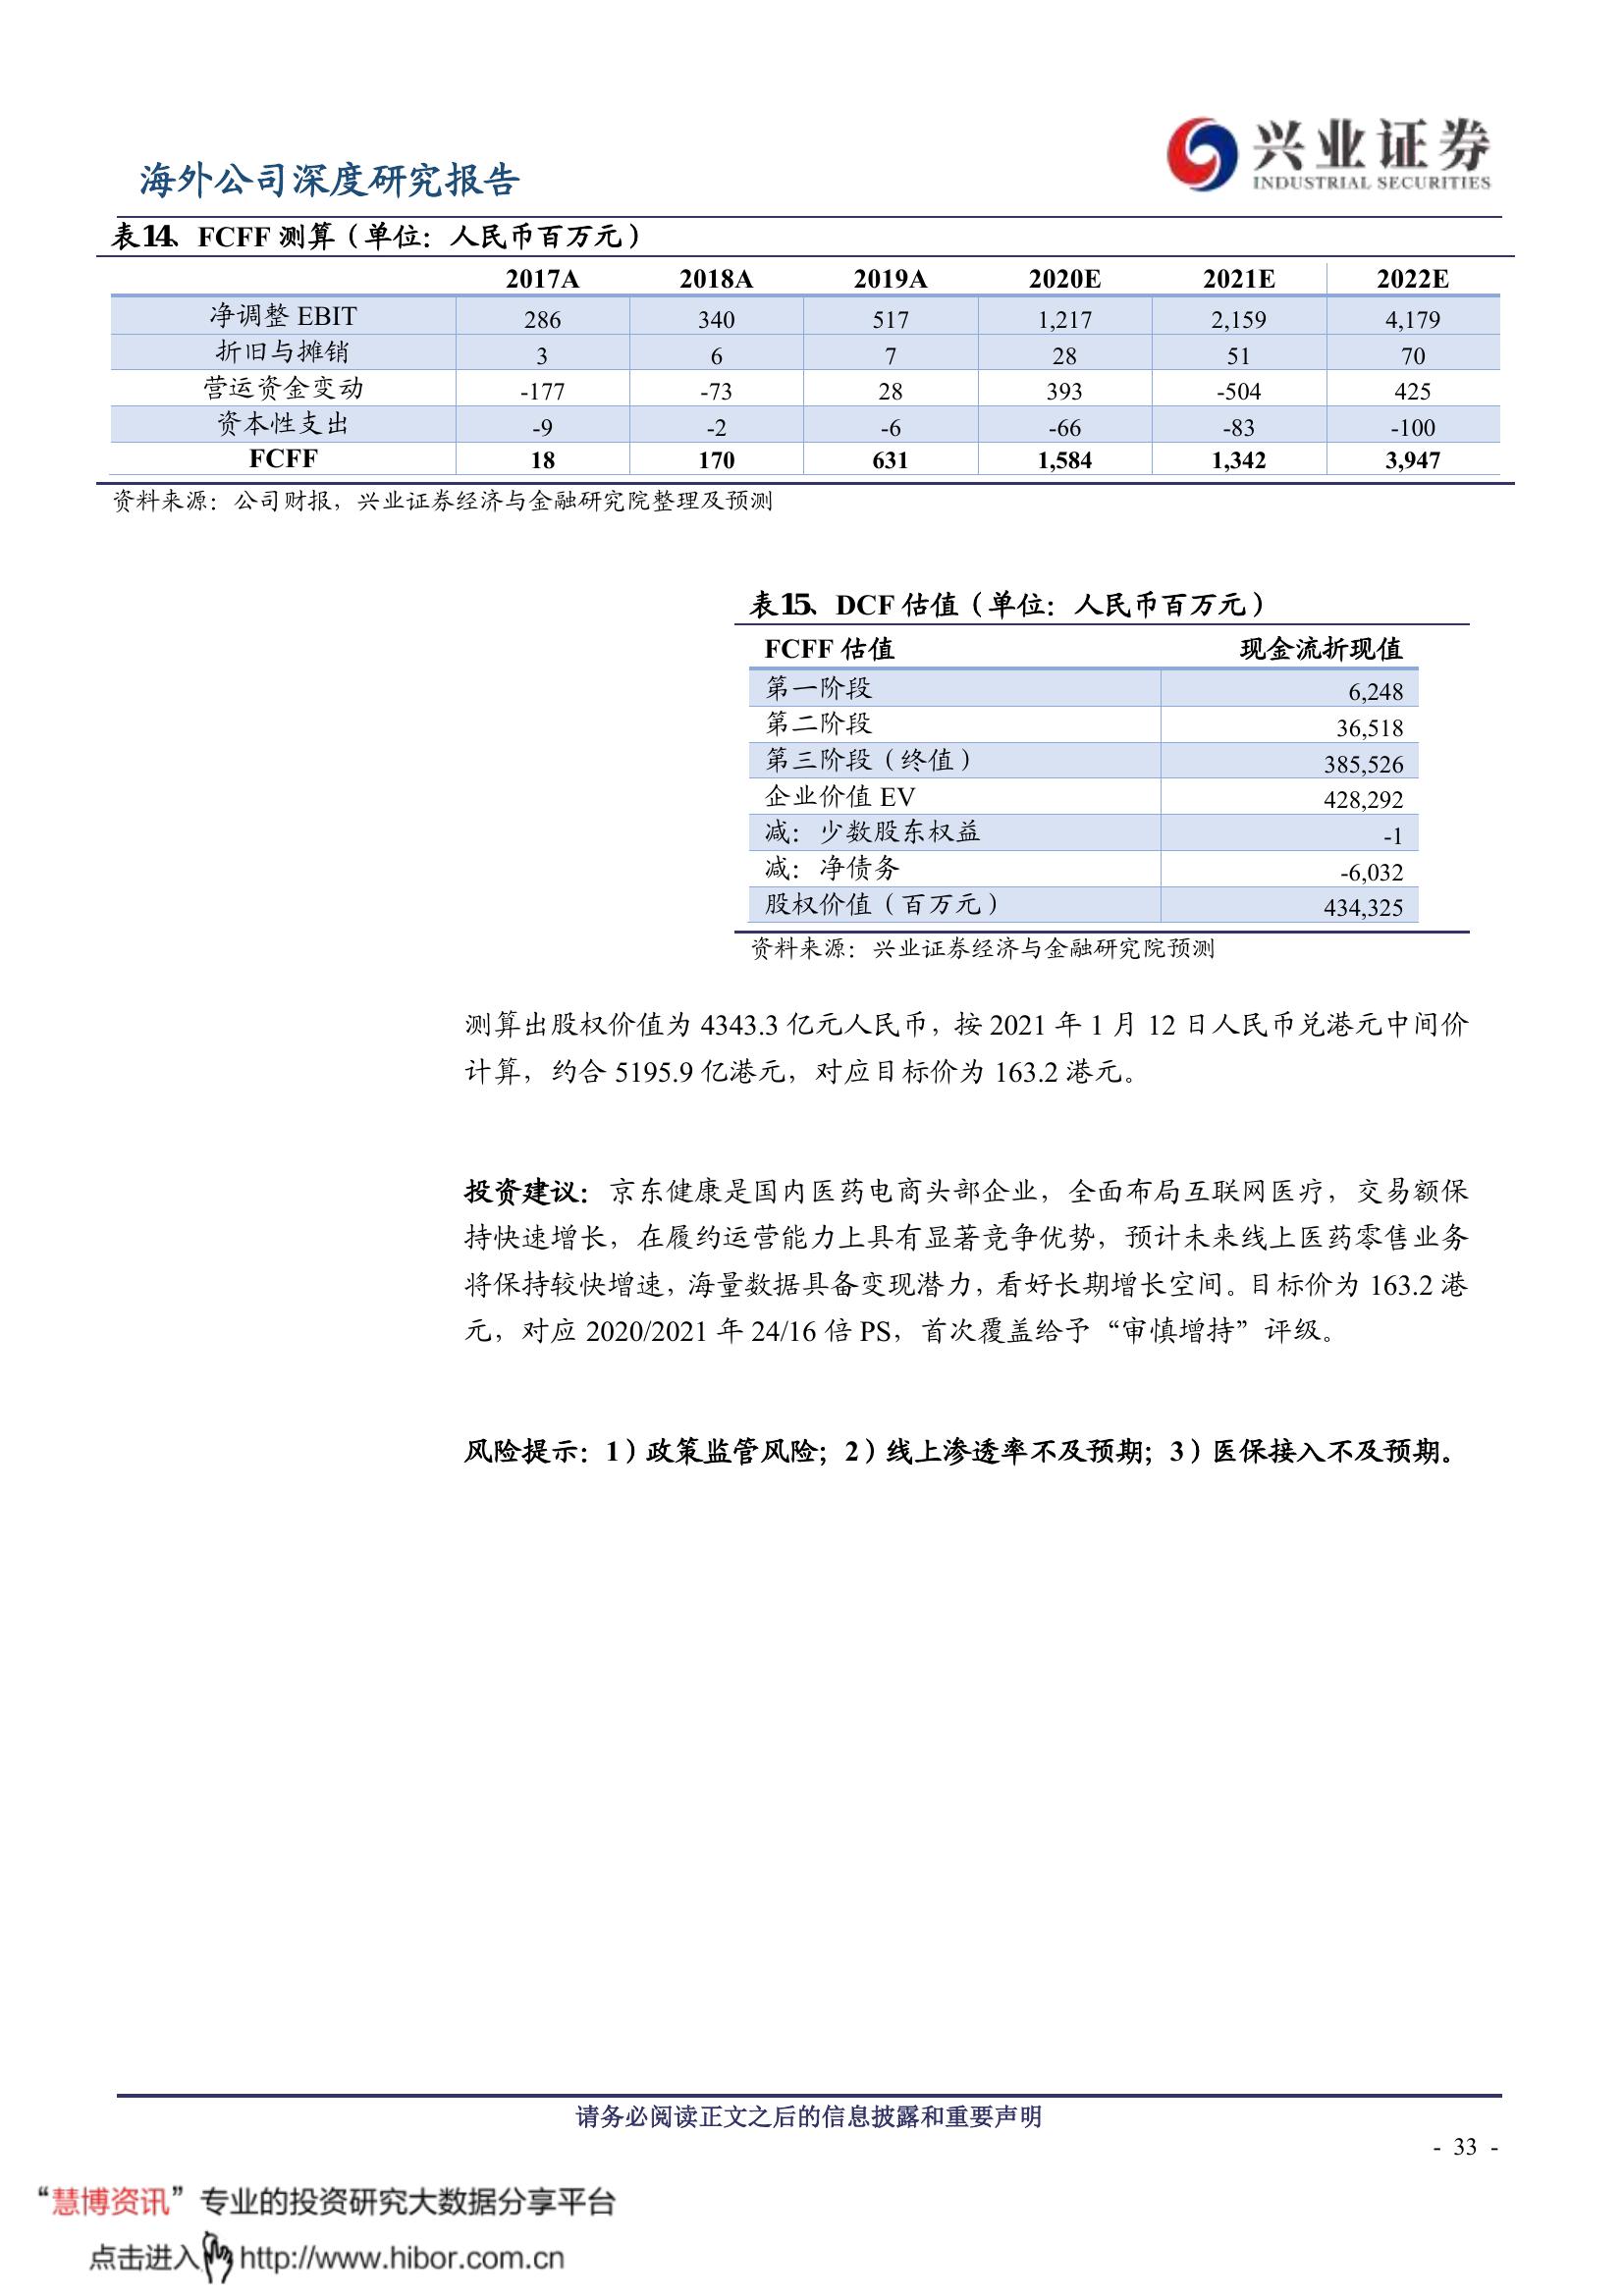 兴业证券
INDUSTRIAL SECURITIES
海外公司深度研究报告
表14、FCFF 测算（单位：人民币百万元）
2017A 2018A 2019A 2020E 2021E 2022E
净调整 EBIT 286 340 517 1,217 2,159 4,179
折旧与摊销 3 6 7 28 51 70
营运资金变动 -177 -73 28 393 -504 425
资本性支出 -9 -2 -6 -66 -83 -100
FCFF 18 170 631 1,584 1,342 3,947
资料来源：公司财报，兴业证券经济与金融研究院整理及预测
表15、DCF 估值（单位：人民币百万元）
FCFF 估值 现金流折现值
第一阶段 6,248
第二阶段 36,518
第三阶段（终值） 385,526
企业价值 EV 428,292
减：少数股东权益 -1
减：净债务 -6,032
股权价值（百万元） 434,325
资料来源：兴业证券经济与金融研究院预测
测算出股权价值为 4343.3 亿元人民币，按 2021 年 1 月 12 日人民币兑港元中间价
计算，约合 5195.9 亿港元，对应目标价为 163.2 港元。
投资建议：京东健康是国内医药电商头部企业，全面布局互联网医疗，交易额保
持快速增长，在履约运营能力上具有显著竞争优势，预计未来线上医药零售业务
将保持较快增速，海量数据具备变现潜力，看好长期增长空间。目标价为 163.2 港
元，对应 2020/2021 年 24/16 倍 PS，首次覆盖给予“审慎增持”评级。
风险提示：1）政策监管风险；2）线上渗透率不及预期；3）医保接入不及预期。
请务必阅读正文之后的信息披露和重要声明
- 33 -
“慧博资讯”专业的投资研究大数据分享平台
点击进入http://www.hibor.com.cn